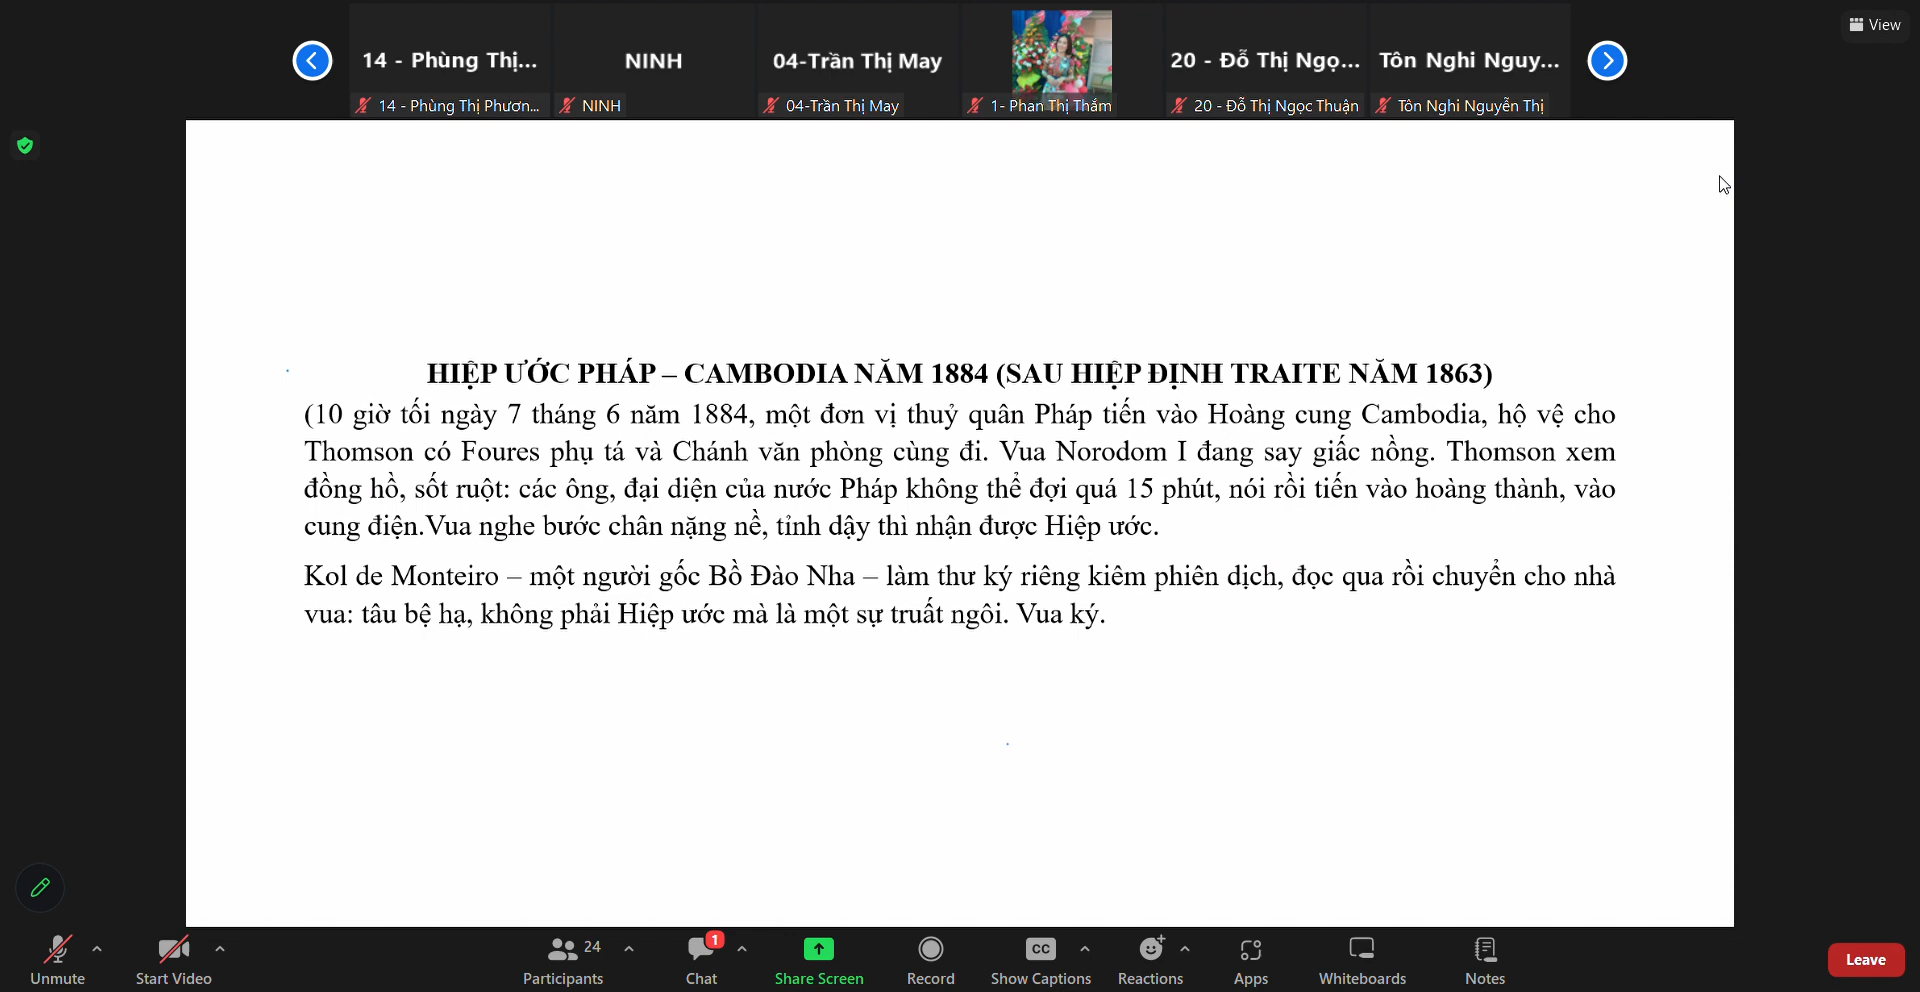 View
14 - Phùng Thị...
NINH
04-Trần Thị May
20 - Đỗ Thị Ngọ...
Tôn Nghi Nguy...
14 - Phùng Thị Phươn...
NINH
04-Trần Thị May
1- Phan Thị Thắm
20 - Đỗ Thị Ngọc Thuận
Tôn Nghi Nguyễn Thị
HIỆP ƯỚC PHÁP – CAMBODIA NĂM 1884 (SAU HIỆP ĐỊNH TRAITE NĂM 1863)
(10 giờ tối ngày 7 tháng 6 năm 1884, một đơn vị thuỷ quân Pháp tiến vào Hoàng cung Cambodia, hộ vệ cho
Thomson có Foures phụ tá và Chánh văn phòng cùng đi. Vua Norodom I đang say giấc nồng. Thomson xem
đồng hồ, sốt ruột: các ông, đại diện của nước Pháp không thể đợi quá 15 phút, nói rồi tiến vào hoàng thành, vào
cung điện.Vua nghe bước chân nặng nề, tỉnh dậy thì nhận được Hiệp ước.
Kol de Monteiro – một người gốc Bồ Đào Nha – làm thư ký riêng kiêm phiên dịch, đọc qua rồi chuyển cho nhà
vua: tâu bệ hạ, không phải Hiệp ước mà là một sự truất ngôi. Vua ký.
24
1
CC
Unmute
Start Video
Participants
Chat
Share Screen
Record
Show Captions
Reactions
Apps
Whiteboards
Notes
Leave